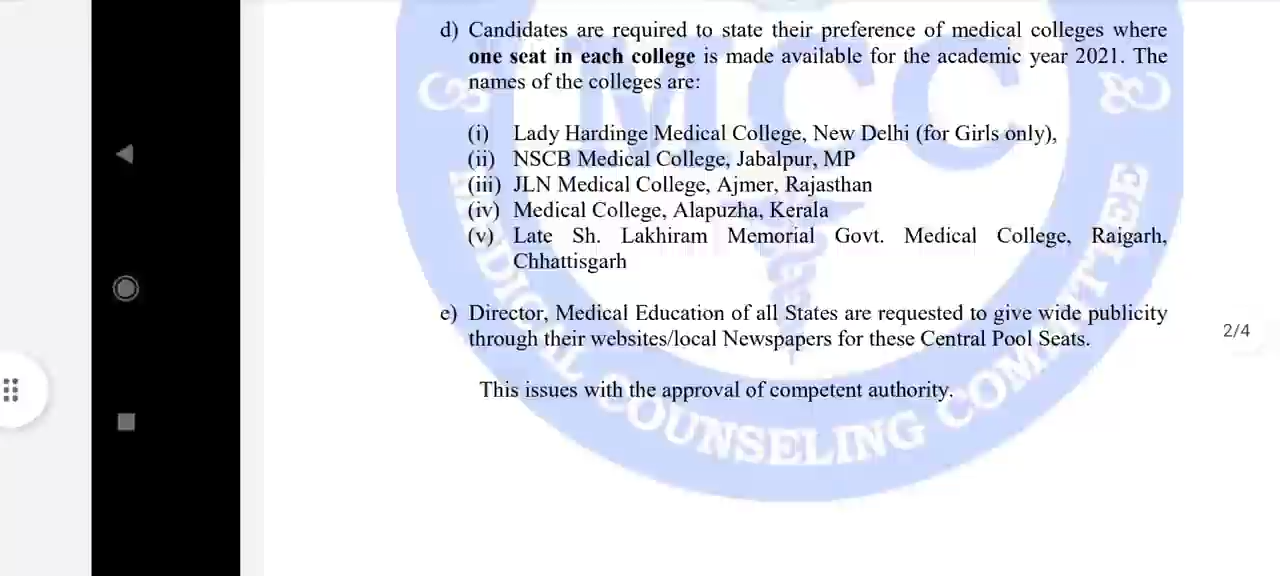 d) Candidates are required to state their preference of medical colleges where
one seat in each college is made available for the academic year 2021. The
names of the colleges are:
(i) Lady Hardinge Medical College, New Delhi (for Girls only),
(ii) NSCB Medical College, Jabalpur, MP
(iii) JLN Medical College, Ajmer, Rajasthan
(iv) Medical College, Alapuzha, Kerala
(v) Late Sh. Lakhiram Memorial Govt. Medical College, Raigarh,
Chhattisgarh
e) Director, Medical Education of all States are requested to give wide publicity
through their websites/local Newspapers for these Central Pool Seats.
This issues with the approval of competent authority.
2/4
MCC
MEDICAL COUNSELING COMMITTEE